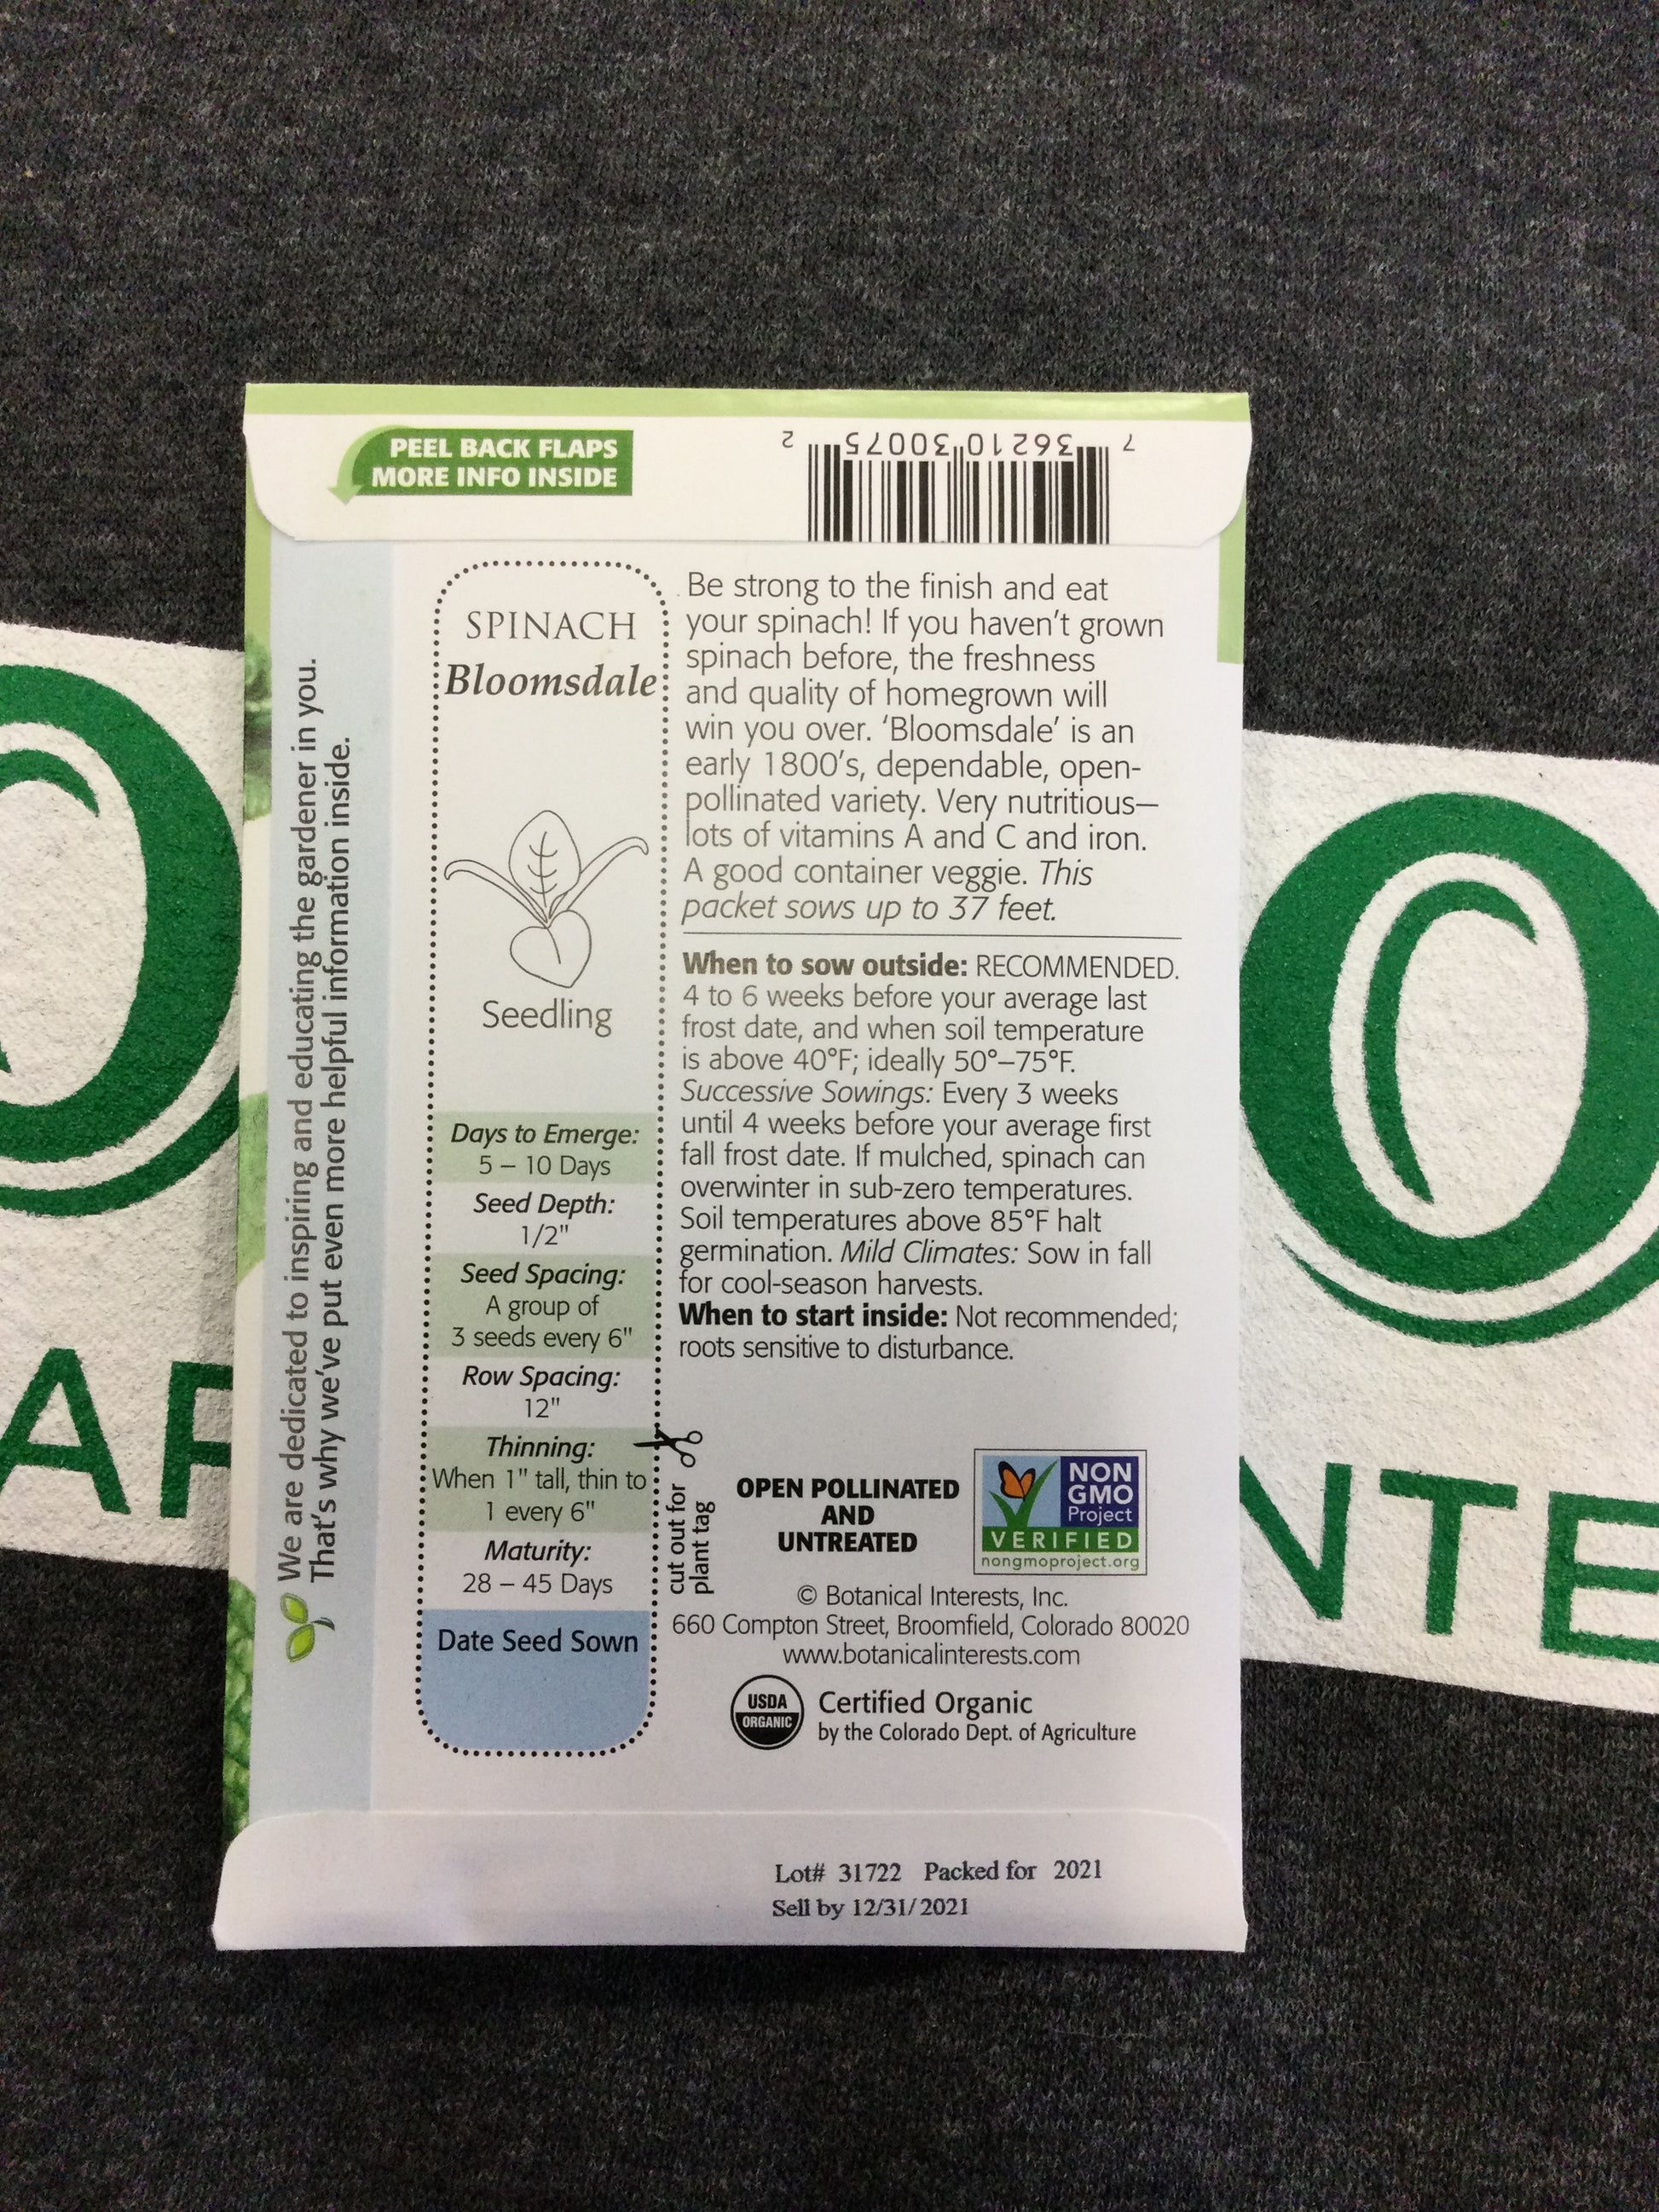 PEEL BACK FLAPS
MORE INFO INSIDE
7 36210 30075 2
We are dedicated to inspiring and educating the gardener in you.
That's why we've put even more helpful information inside.
SPINACH
Bloomsdale
Seedling
Days to Emerge:
5 – 10 Days
Seed Depth:
1/2"
Seed Spacing:
A group of
3 seeds every 6"
Row Spacing:
12"
Thinning:
When 1" tall, thin to
1 every 6"
Maturity:
28 – 45 Days
Date Seed Sown
cut out for
plant tag
Be strong to the finish and eat
your spinach! If you haven't grown
spinach before, the freshness
and quality of homegrown will
win you over. 'Bloomsdale' is an
early 1800's, dependable, open-
pollinated variety. Very nutritious—
lots of vitamins A and C and iron.
A good container veggie. This
packet sows up to 37 feet.
When to sow outside: RECOMMENDED.
4 to 6 weeks before your average last
frost date, and when soil temperature
is above 40°F; ideally 50°–75°F.
Successive Sowings: Every 3 weeks
until 4 weeks before your average first
fall frost date. If mulched, spinach can
overwinter in sub-zero temperatures.
Soil temperatures above 85°F halt
germination. Mild Climates: Sow in fall
for cool-season harvests.
When to start inside: Not recommended;
roots sensitive to disturbance.
OPEN POLLINATED
AND
UNTREATED
NON
GMO
Project
VERIFIED
nongmoproject.org
© Botanical Interests, Inc.
660 Compton Street, Broomfield, Colorado 80020
www.botanicalinterests.com
USDA
ORGANIC
Certified Organic
by the Colorado Dept. of Agriculture
Lot# 31722 Packed for 2021
Sell by 12/31/2021
O
O
AR
NTE